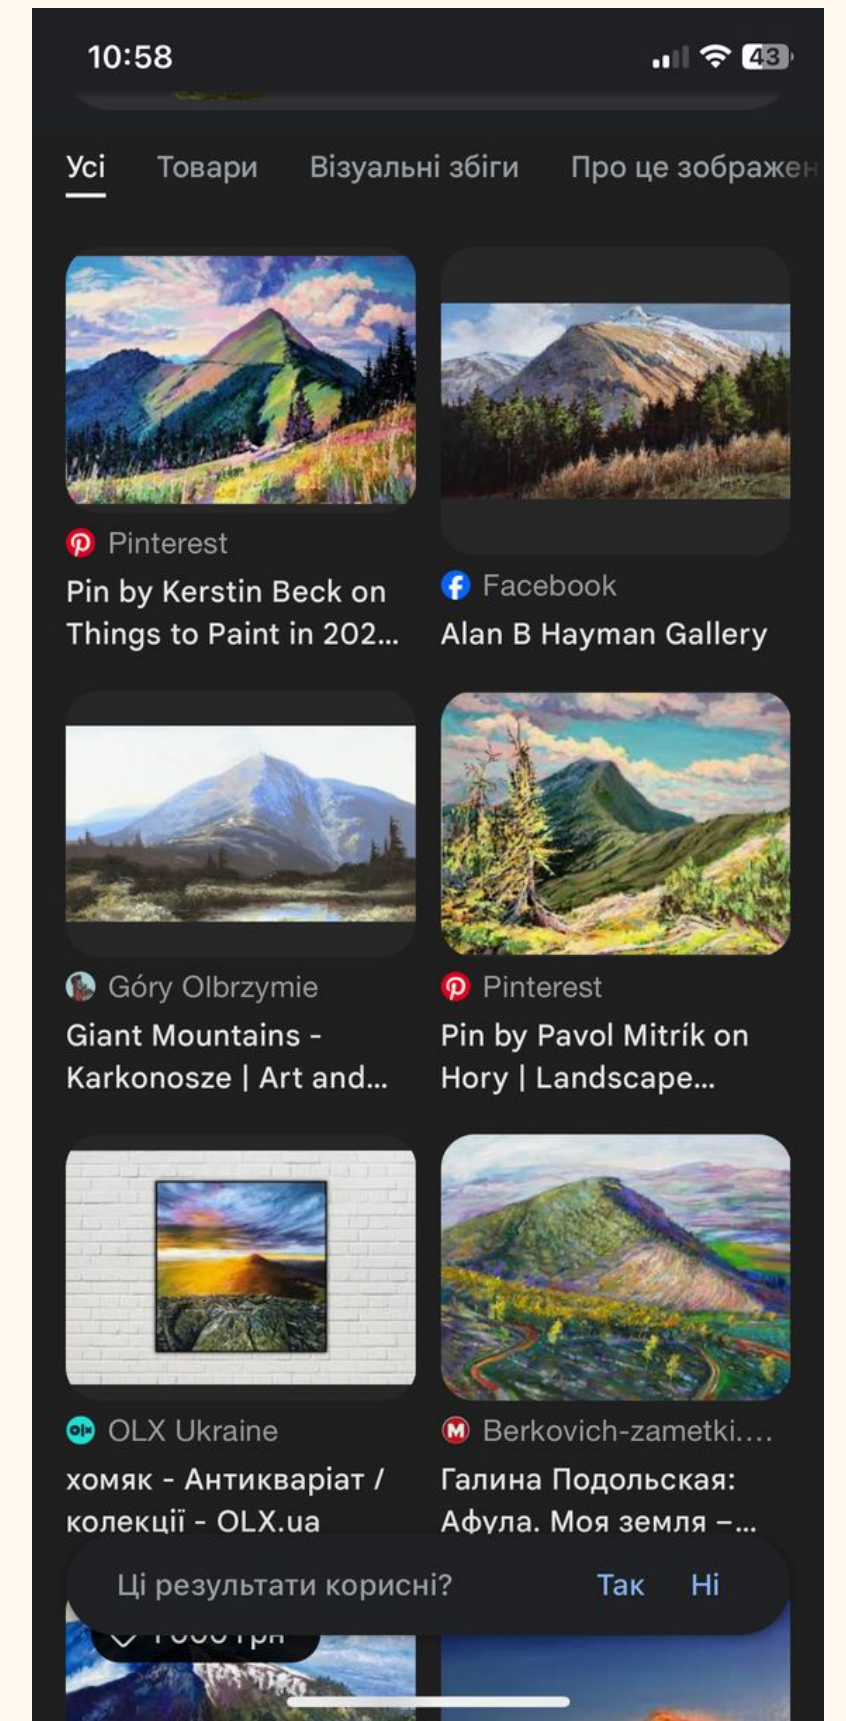 10:58
43
Усі Товари Візуальні збіги Про це зображен
Pinterest
Pin by Kerstin Beck on
Things to Paint in 202...
Facebook
Alan B Hayman Gallery
Góry Olbrzymie
Giant Mountains -
Karkonosze | Art and...
Pinterest
Pin by Pavol Mitrík on
Hory | Landscape...
OLX Ukraine
хомяк - Антикваріат /
колекції - OLX.ua
Berkovich-zametki....
Галина Подольская:
Афула. Моя земля –...
Ці результати корисні? Так Ні